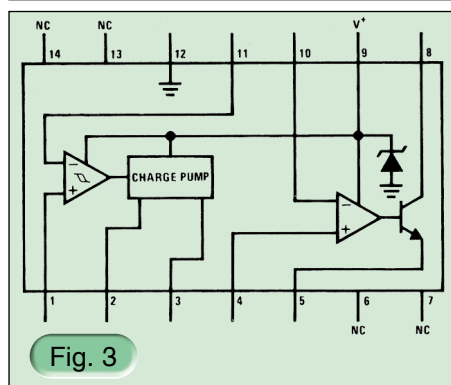 NC NC V+
14 13 12 11 10 9 8
−
+
CHARGE PUMP
−
+
1 2 3 4 5 6 7
NC NC
Fig. 3